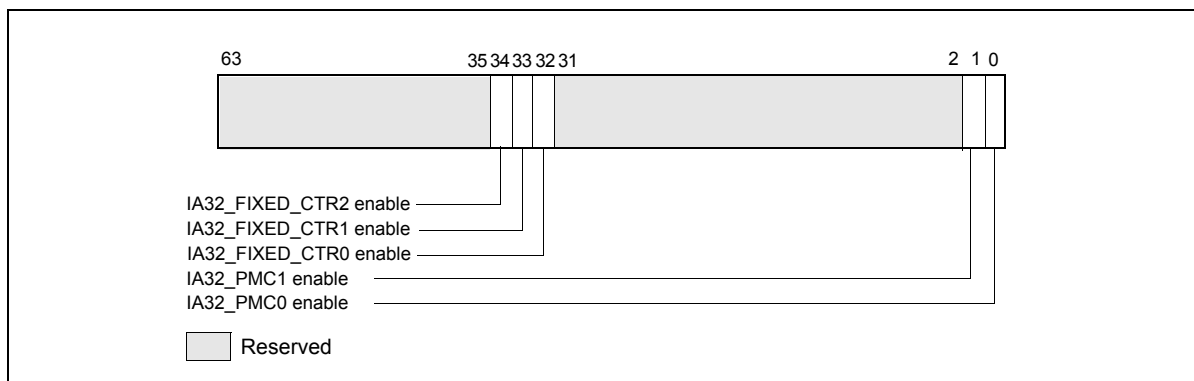 63 35 34 33 32 31 2 1 0
IA32_FIXED_CTR2 enable
IA32_FIXED_CTR1 enable
IA32_FIXED_CTR0 enable
IA32_PMC1 enable
IA32_PMC0 enable
Reserved